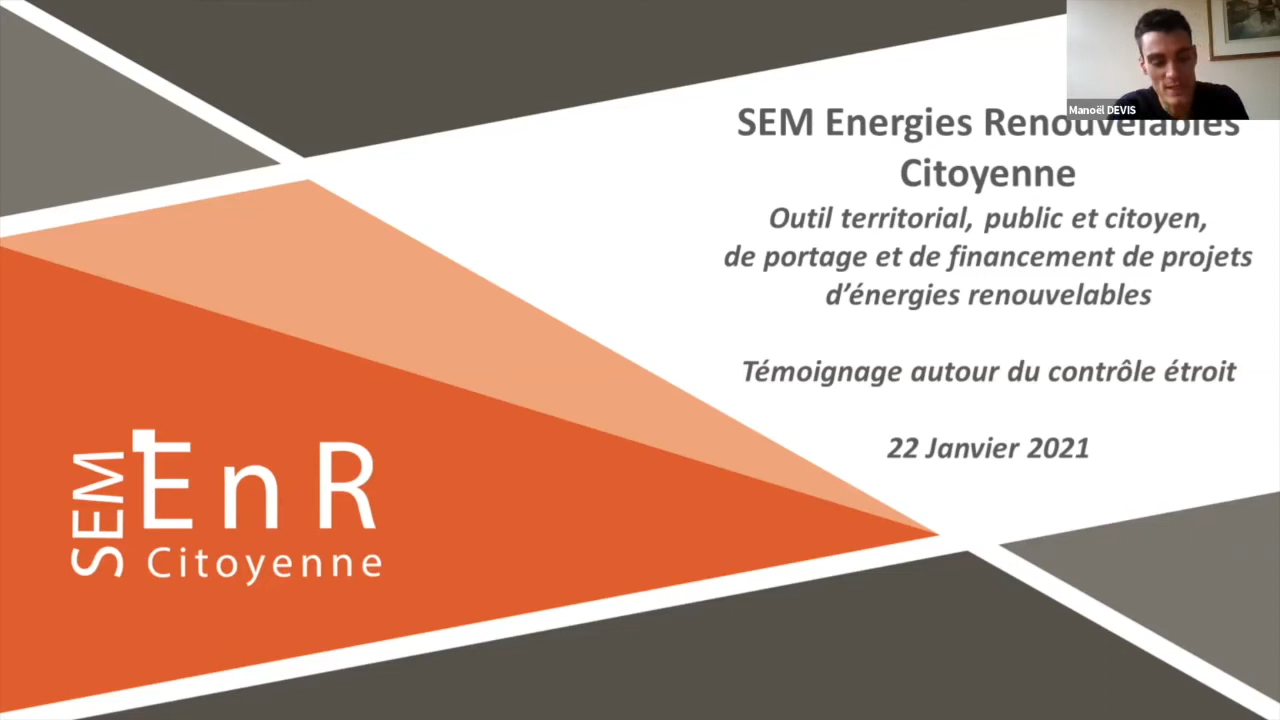 Manoël DEVIS
SEM Energies Renouvelables
Citoyenne
Outil territorial, public et citoyen,
de portage et de financement de projets
d’énergies renouvelables
Témoignage autour du contrôle étroit
22 Janvier 2021
SEM
EnR
Citoyenne